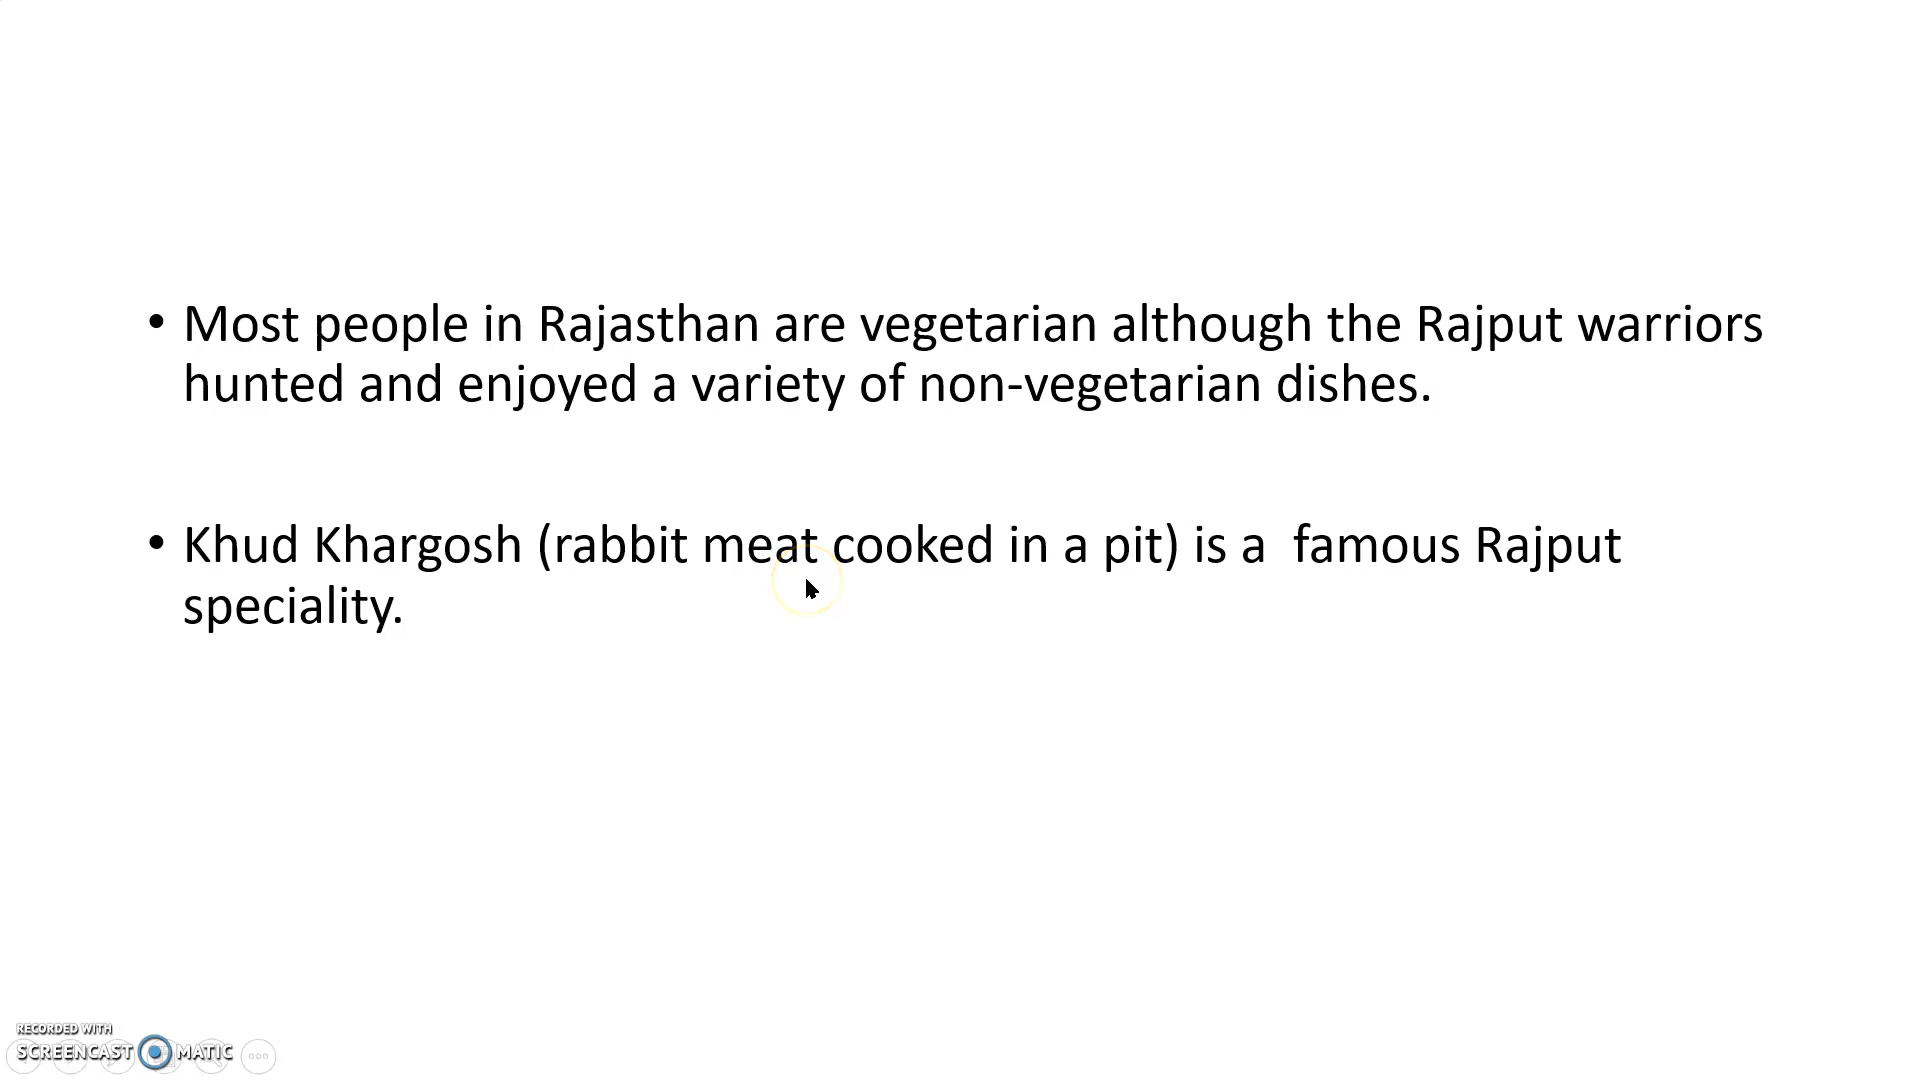 • Most people in Rajasthan are vegetarian although the Rajput warriors
hunted and enjoyed a variety of non-vegetarian dishes.
• Khud Khargosh (rabbit meat cooked in a pit) is a  famous Rajput
speciality.
RECORDED WITH
SCREENCAST MATIC